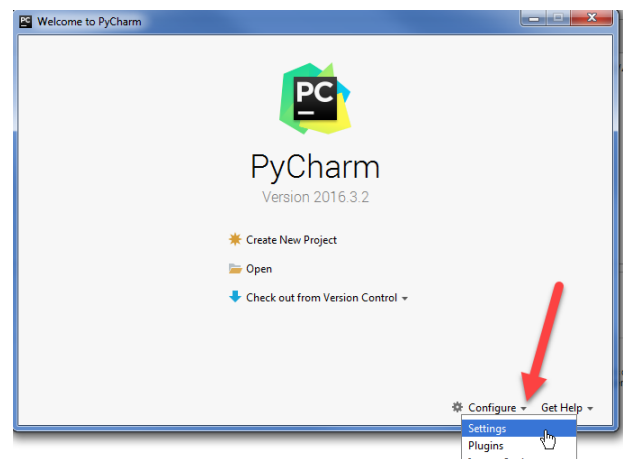 PC Welcome to PyCharm
PC
PyCharm
Version 2016.3.2
Create New Project
Open
Check out from Version Control
Configure Get Help
Settings
Plugins